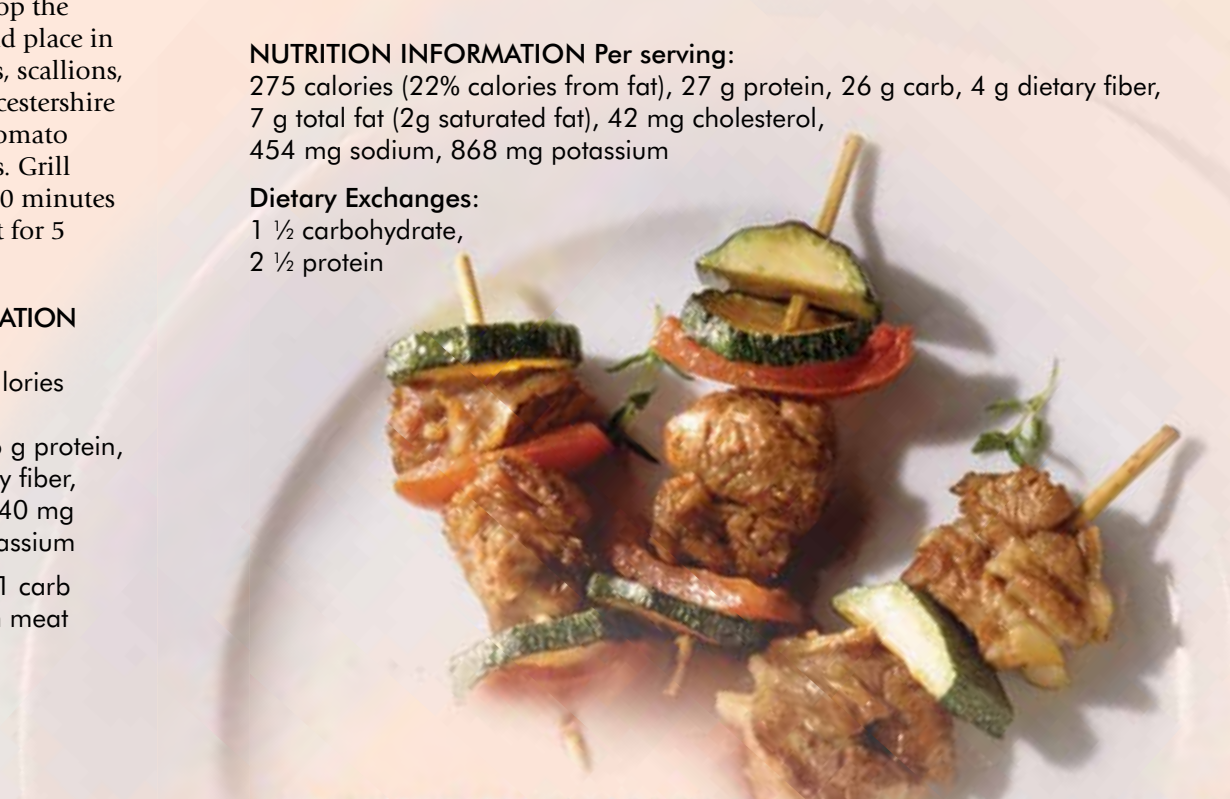 op the
d place in
s, scallions,
cestershire
omato
s. Grill
0 minutes
t for 5
ATION
lories
g protein,
y fiber,
40 mg
assium
1 carb
meat
NUTRITION INFORMATION Per serving:
275 calories (22% calories from fat), 27 g protein, 26 g carb, 4 g dietary fiber,
7 g total fat (2g saturated fat), 42 mg cholesterol,
454 mg sodium, 868 mg potassium
Dietary Exchanges:
1 ½ carbohydrate,
2 ½ protein